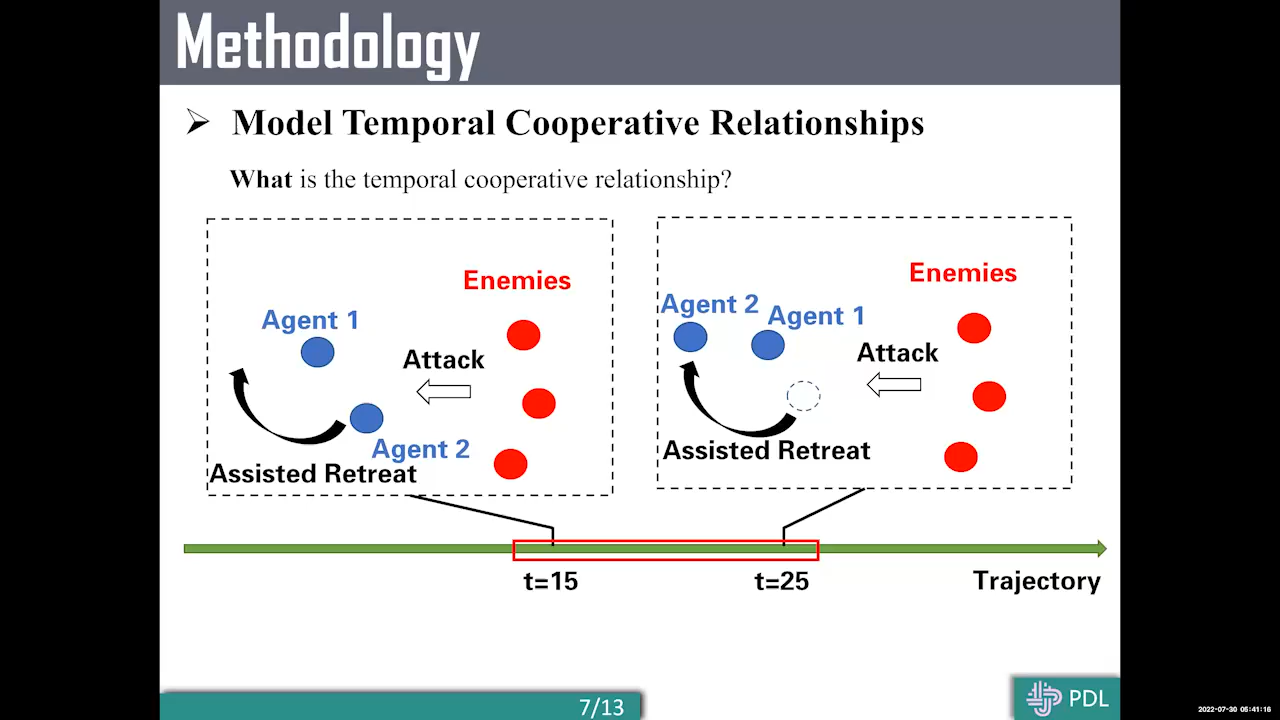 Methodology
➢ Model Temporal Cooperative Relationships
What is the temporal cooperative relationship?
Enemies
Agent 1
Attack
Agent 2
Assisted Retreat
Enemies
Agent 2
Agent 1
Attack
Assisted Retreat
t=15
t=25
Trajectory
7/13
PDL
2022-07-30 05:41:16